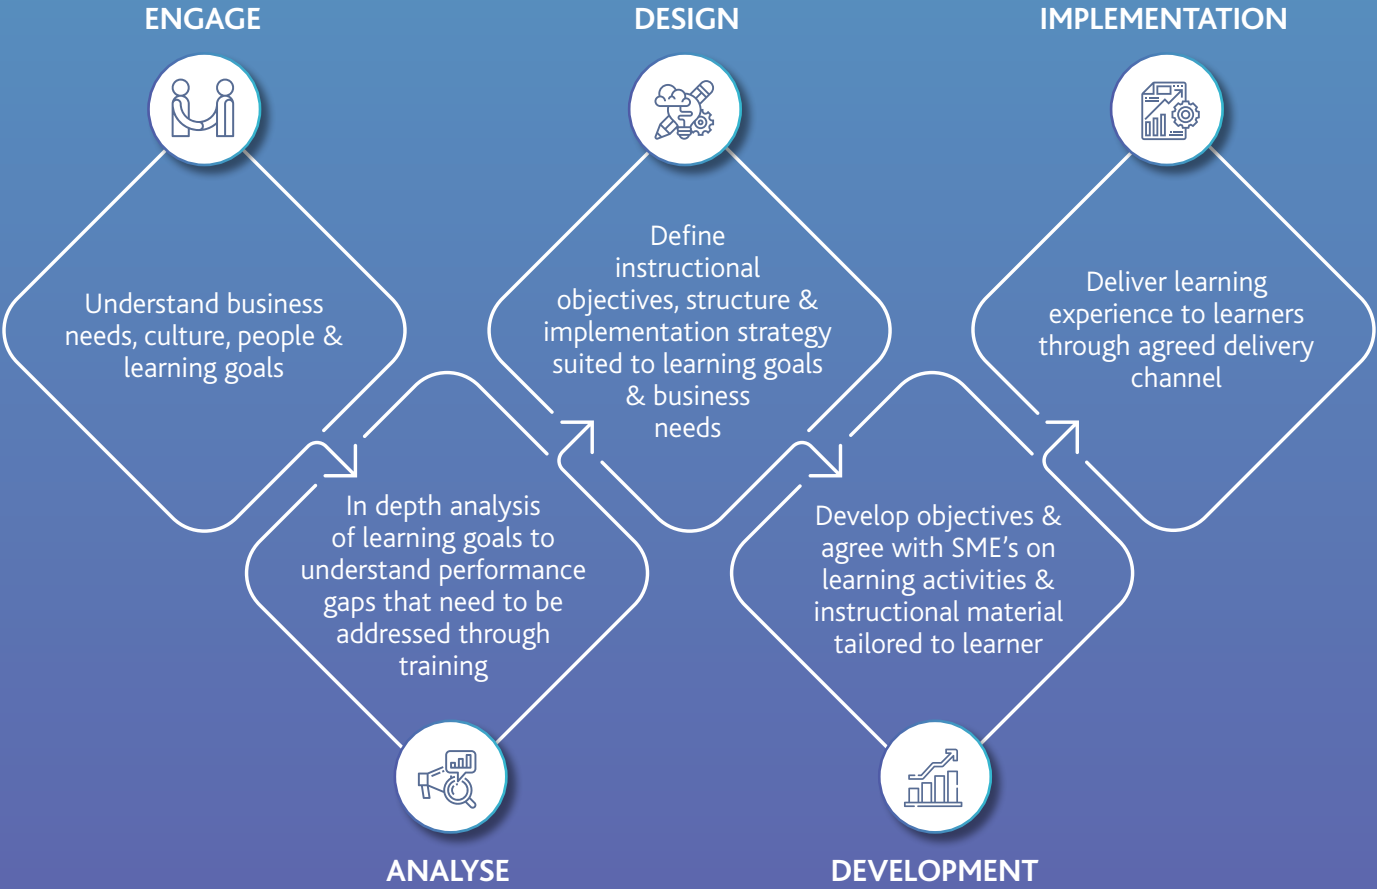 ENGAGE
Understand business
needs, culture, people &
learning goals
In depth analysis
of learning goals to
understand performance
gaps that need to be
addressed through
training
ANALYSE
DESIGN
Define
instructional
objectives, structure &
implementation strategy
suited to learning goals
& business
needs
Develop objectives &
agree with SME's on
learning activities &
instructional material
tailored to learner
DEVELOPMENT
IMPLEMENTATION
Deliver learning
experience to learners
through agreed delivery
channel